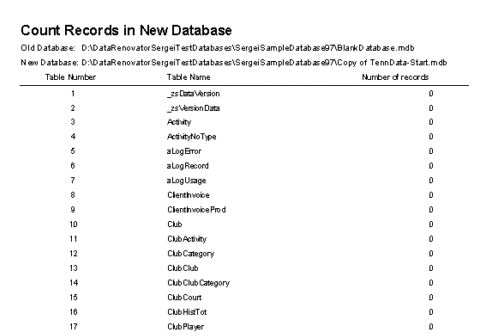 Count Records in New Database
Old Database: D:\DataRenovatorSergeiTestDatabases\SergeiSampleDatabase97\BlankDatabase.mdb
New Database: D:\DataRenovatorSergeiTestDatabases\SergeiSampleDatabase97\Copy of TennData-Start.mdb
Table Number Table Name Number of records
1 _zsDataVersion 0
2 _zsVersionData 0
3 Activity 0
4 ActivityNoType 0
5 aLogError 0
6 aLogRecord 0
7 aLogUsage 0
8 ClientInvoice 0
9 ClientInvoiceProd 0
10 Club 0
11 ClubActivity 0
12 ClubCategory 0
13 ClubClub 0
14 ClubClubCategory 0
15 ClubCourt 0
16 ClubHistTot 0
17 ClubPlayer 0